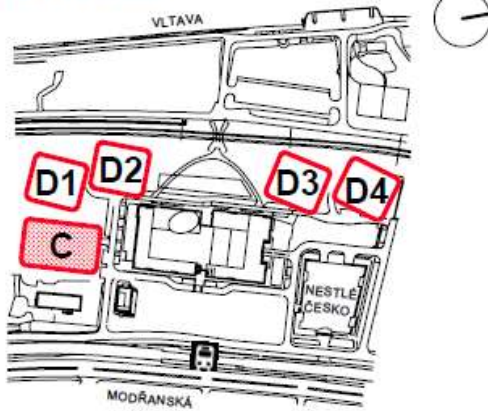 VLTAVA
D1
D2
D3
D4
C
NESTLÉ
ČESKO
MODŘANSKÁ